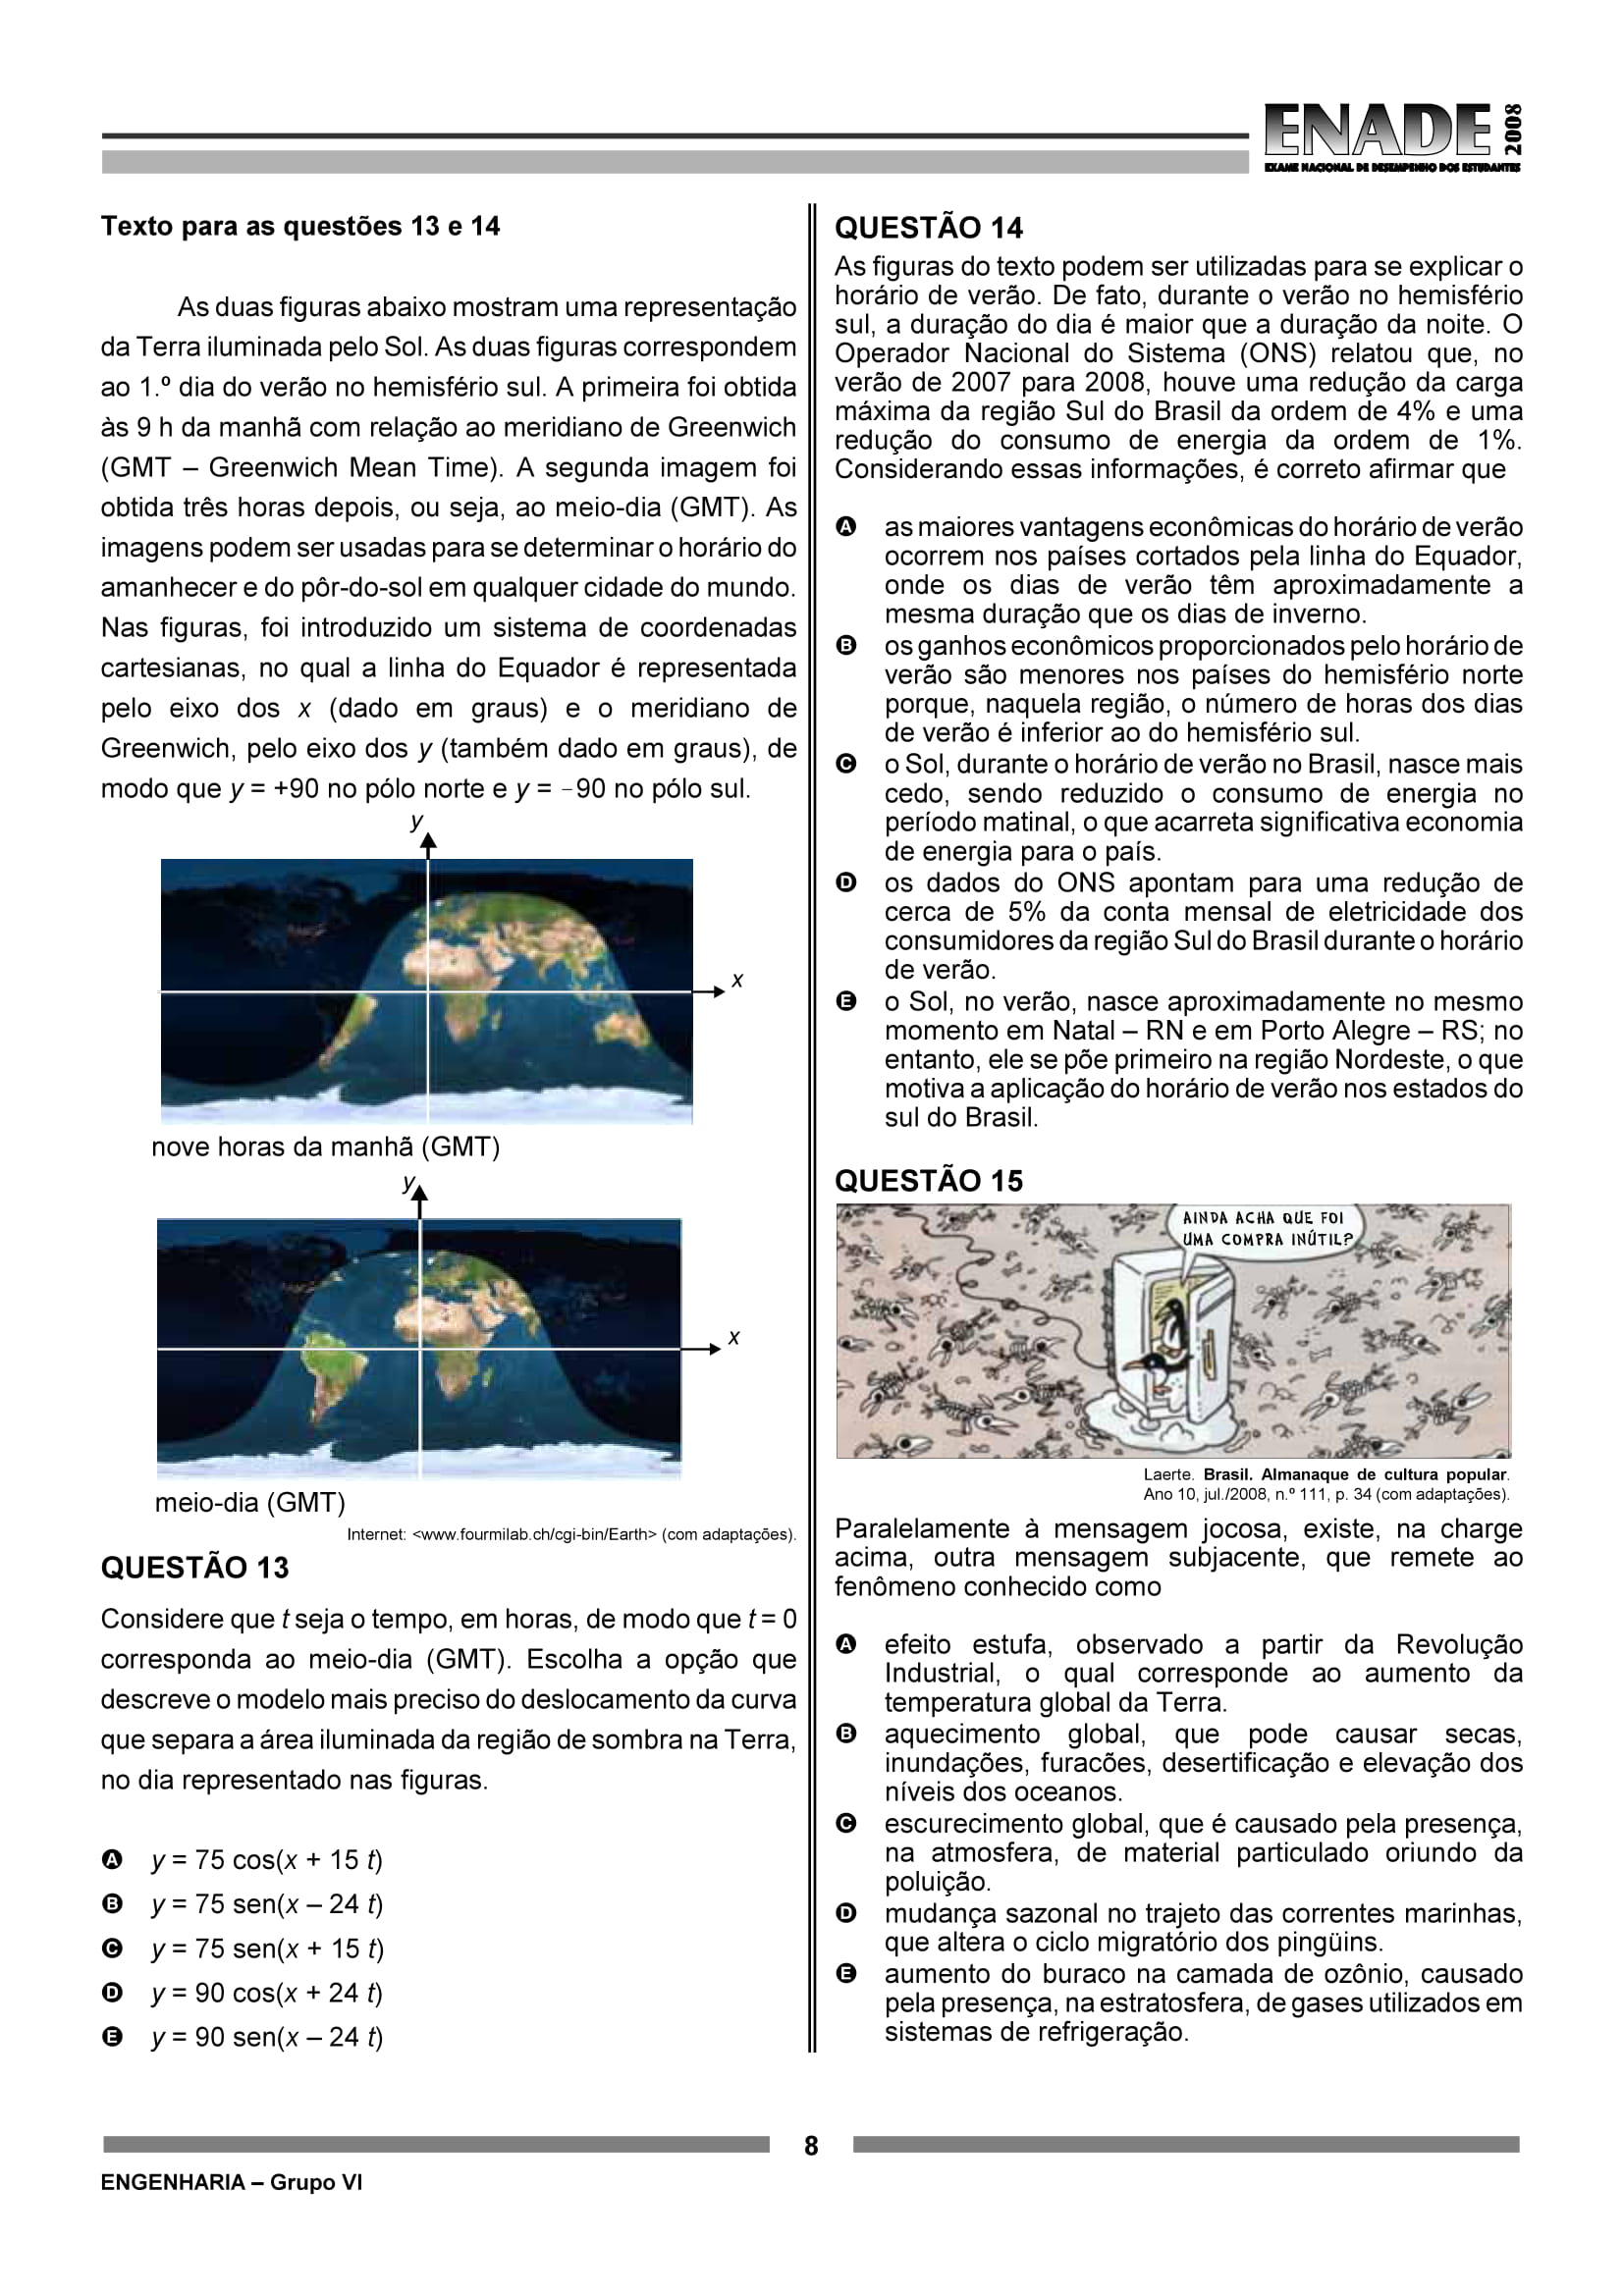 ENADE 2008
EXAME NACIONAL DE DESEMPENHO DOS ESTUDANTES
Texto para as questões 13 e 14
As duas figuras abaixo mostram uma representação
da Terra iluminada pelo Sol. As duas figuras correspondem
ao 1.º dia do verão no hemisfério sul. A primeira foi obtida
às 9 h da manhã com relação ao meridiano de Greenwich
(GMT – Greenwich Mean Time). A segunda imagem foi
obtida três horas depois, ou seja, ao meio-dia (GMT). As
imagens podem ser usadas para se determinar o horário do
amanhecer e do pôr-do-sol em qualquer cidade do mundo.
Nas figuras, foi introduzido um sistema de coordenadas
cartesianas, no qual a linha do Equador é representada
pelo eixo dos x (dado em graus) e o meridiano de
Greenwich, pelo eixo dos y (também dado em graus), de
modo que y = +90 no pólo norte e y = –90 no pólo sul.
y
x
nove horas da manhã (GMT)
y
x
meio-dia (GMT)
Internet: <www.fourmilab.ch/cgi-bin/Earth> (com adaptações).
QUESTÃO 13
Considere que t seja o tempo, em horas, de modo que t = 0
corresponda ao meio-dia (GMT). Escolha a opção que
descreve o modelo mais preciso do deslocamento da curva
que separa a área iluminada da região de sombra na Terra,
no dia representado nas figuras.
A y = 75 cos(x + 15 t)
B y = 75 sen(x – 24 t)
C y = 75 sen(x + 15 t)
D y = 90 cos(x + 24 t)
E y = 90 sen(x – 24 t)
QUESTÃO 14
As figuras do texto podem ser utilizadas para se explicar o
horário de verão. De fato, durante o verão no hemisfério
sul, a duração do dia é maior que a duração da noite. O
Operador Nacional do Sistema (ONS) relatou que, no
verão de 2007 para 2008, houve uma redução da carga
máxima da região Sul do Brasil da ordem de 4% e uma
redução do consumo de energia da ordem de 1%.
Considerando essas informações, é correto afirmar que
A as maiores vantagens econômicas do horário de verão
ocorrem nos países cortados pela linha do Equador,
onde os dias de verão têm aproximadamente a
mesma duração que os dias de inverno.
B os ganhos econômicos proporcionados pelo horário de
verão são menores nos países do hemisfério norte
porque, naquela região, o número de horas dos dias
de verão é inferior ao do hemisfério sul.
C o Sol, durante o horário de verão no Brasil, nasce mais
cedo, sendo reduzido o consumo de energia no
período matinal, o que acarreta significativa economia
de energia para o país.
D os dados do ONS apontam para uma redução de
cerca de 5% da conta mensal de eletricidade dos
consumidores da região Sul do Brasil durante o horário
de verão.
E o Sol, no verão, nasce aproximadamente no mesmo
momento em Natal – RN e em Porto Alegre – RS; no
entanto, ele se põe primeiro na região Nordeste, o que
motiva a aplicação do horário de verão nos estados do
sul do Brasil.
QUESTÃO 15
AINDA ACHA QUE FOI
UMA COMPRA INÚTIL?
Laerte. Brasil. Almanaque de cultura popular.
Ano 10, jul./2008, n.º 111, p. 34 (com adaptações).
Paralelamente à mensagem jocosa, existe, na charge
acima, outra mensagem subjacente, que remete ao
fenômeno conhecido como
A efeito estufa, observado a partir da Revolução
Industrial, o qual corresponde ao aumento da
temperatura global da Terra.
B aquecimento global, que pode causar secas,
inundações, furacões, desertificação e elevação dos
níveis dos oceanos.
C escurecimento global, que é causado pela presença,
na atmosfera, de material particulado oriundo da
poluição.
D mudança sazonal no trajeto das correntes marinhas,
que altera o ciclo migratório dos pingüins.
E aumento do buraco na camada de ozônio, causado
pela presença, na estratosfera, de gases utilizados em
sistemas de refrigeração.
8
ENGENHARIA – Grupo VI